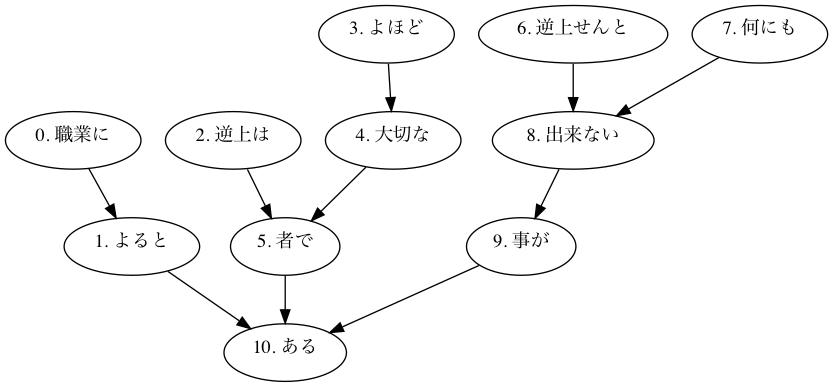 3. よほど
6. 逆上せんと
7. 何にも
0. 職業に
2. 逆上は
4. 大切な
8. 出来ない
1. よると
5. 者で
9. 事が
10. ある